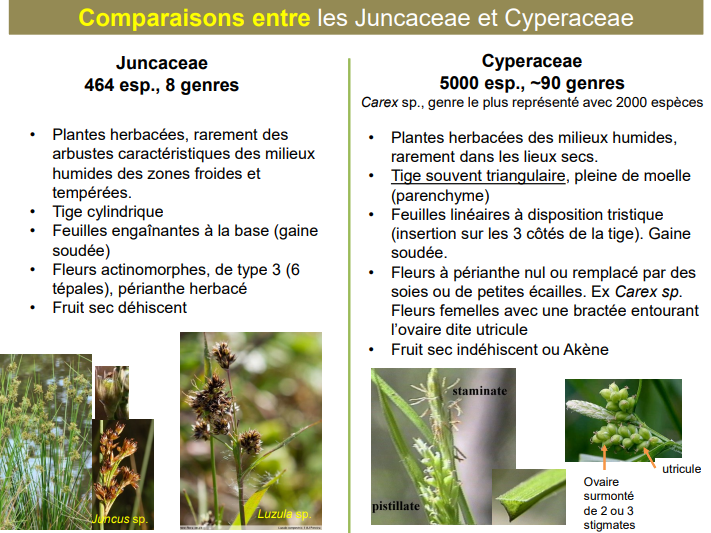 Comparaisons entre les Juncaceae et Cyperaceae
Juncaceae
464 esp., 8 genres
• Plantes herbacées, rarement des
arbustes caractéristiques des milieux
humides des zones froides et
tempérées.
• Tige cylindrique
• Feuilles engaînantes à la base (gaine
soudée)
• Fleurs actinomorphes, de type 3 (6
tépales), périanthe herbacé
• Fruit sec déhiscent
Juncus sp.
Luzula sp.
Cyperaceae
5000 esp., ~90 genres
Carex sp., genre le plus représenté avec 2000 espèces
• Plantes herbacées des milieux humides,
rarement dans les lieux secs.
• Tige souvent triangulaire, pleine de moelle
(parenchyme)
• Feuilles linéaires à disposition tristique
(insertion sur les 3 côtés de la tige). Gaine
soudée.
• Fleurs à périanthe nul ou remplacé par des
soies ou de petites écailles. Ex Carex sp.
Fleurs femelles avec une bractée entourant
l'ovaire dite utricule
• Fruit sec indéhiscent ou Akène
staminate
pistillate
utricule
Ovaire
surmonté
de 2 ou 3
stigmates